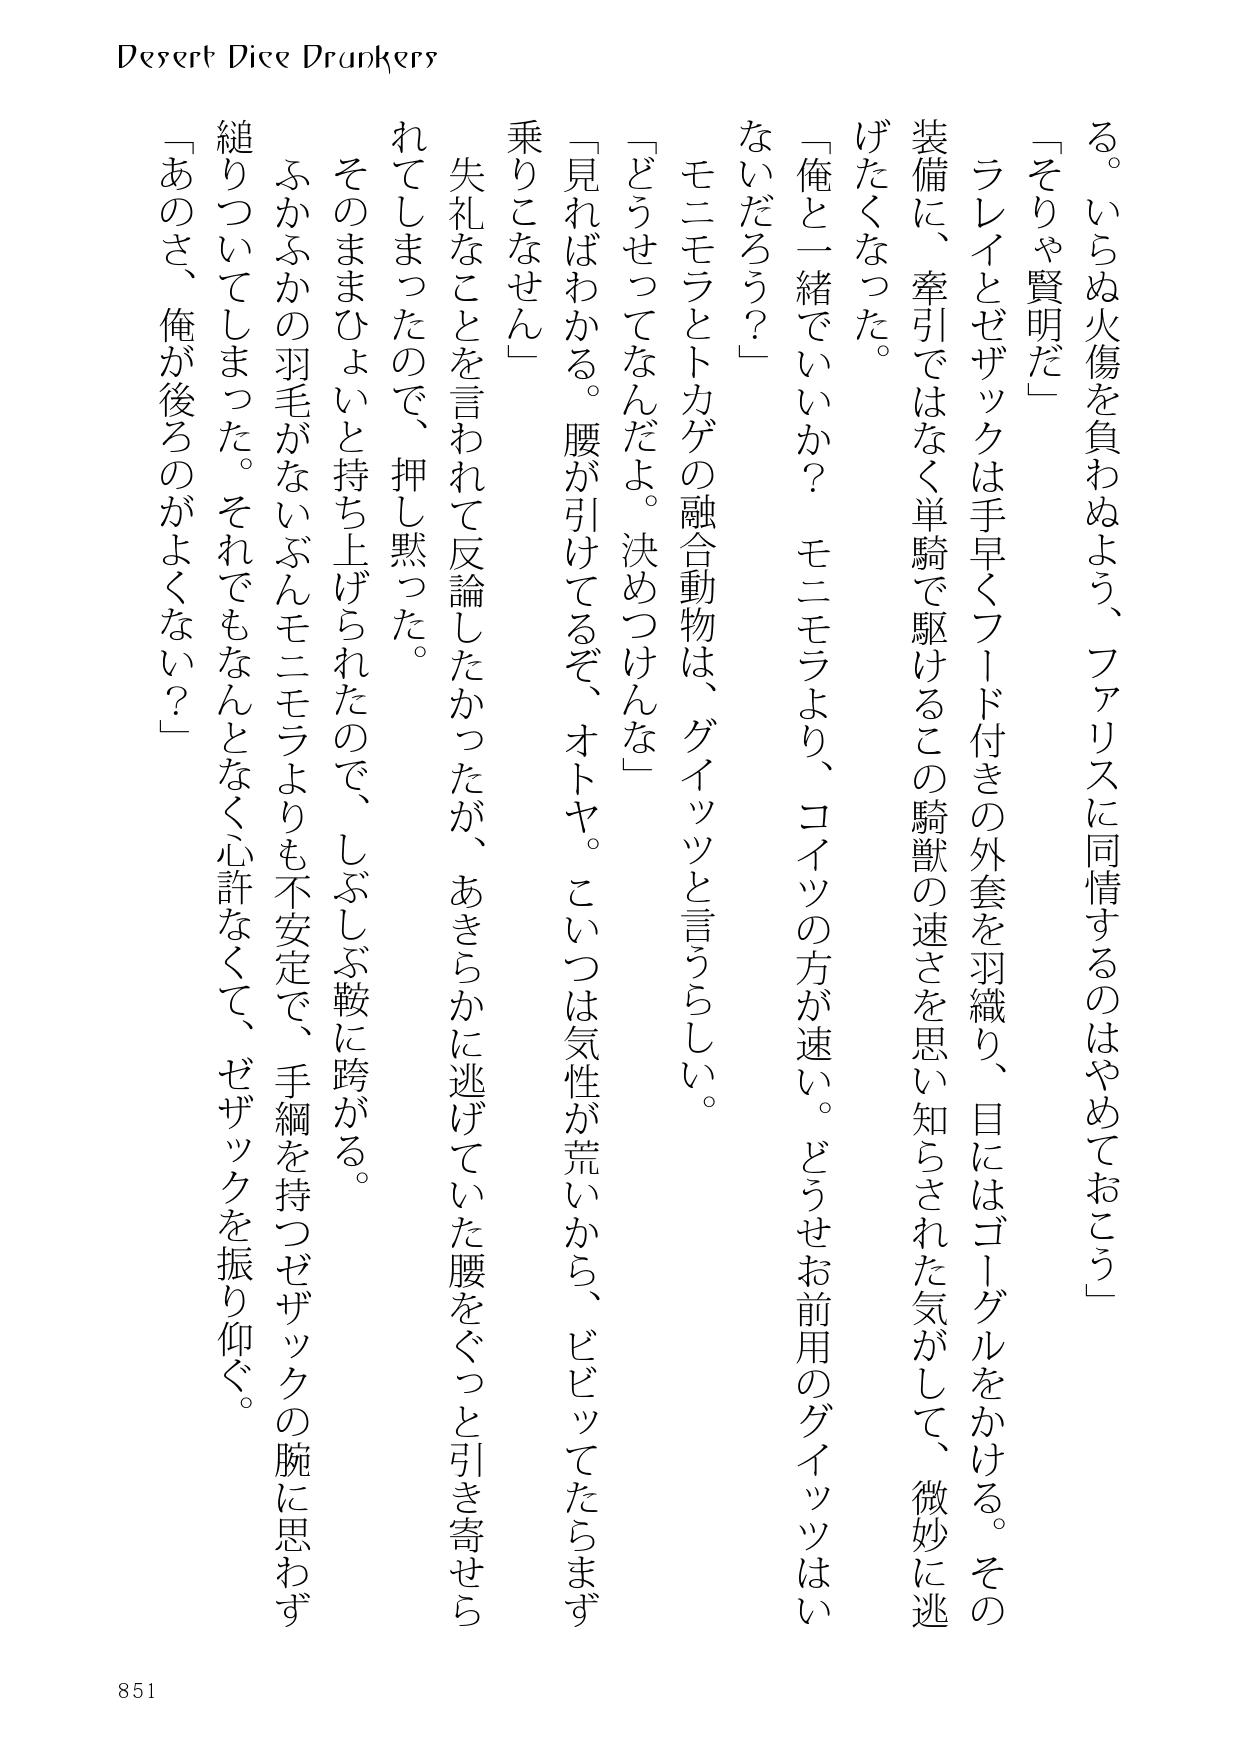 Desert Dice Drunkers
る。いらぬ火傷を負わぬよう、ファリスに同情するのはやめておこう」
「そりゃ賢明だ」
　ラレイとゼザックは手早くフード付きの外套を羽織り、目にはゴーグルをかける。その
装備に、牽引ではなく単騎で駆けるこの騎獣の速さを思い知らされた気がして、微妙に逃
げたくなった。
「俺と一緒でいいか？　モニモラより、コイツの方が速い。どうせお前用のグイッツはい
ないだろう？」
　モニモラとトカゲの融合動物は、グイッツと言うらしい。
「どうせってなんだよ。決めつけんな」
「見ればわかる。腰が引けてるぞ、オトヤ。こいつは気性が荒いから、ビビッてたらまず
乗りこなせん」
　失礼なことを言われて反論したかったが、あきらかに逃げていた腰をぐっと引き寄せら
れてしまったので、押し黙った。
　そのままひょいと持ち上げられたので、しぶしぶ鞍に跨がる。
　ふかふかの羽毛がないぶんモニモラよりも不安定で、手綱を持つゼザックの腕に思わず
縋りついてしまった。それでもなんとなく心許なくて、ゼザックを振り仰ぐ。
「あのさ、俺が後ろのがよくない？」
851